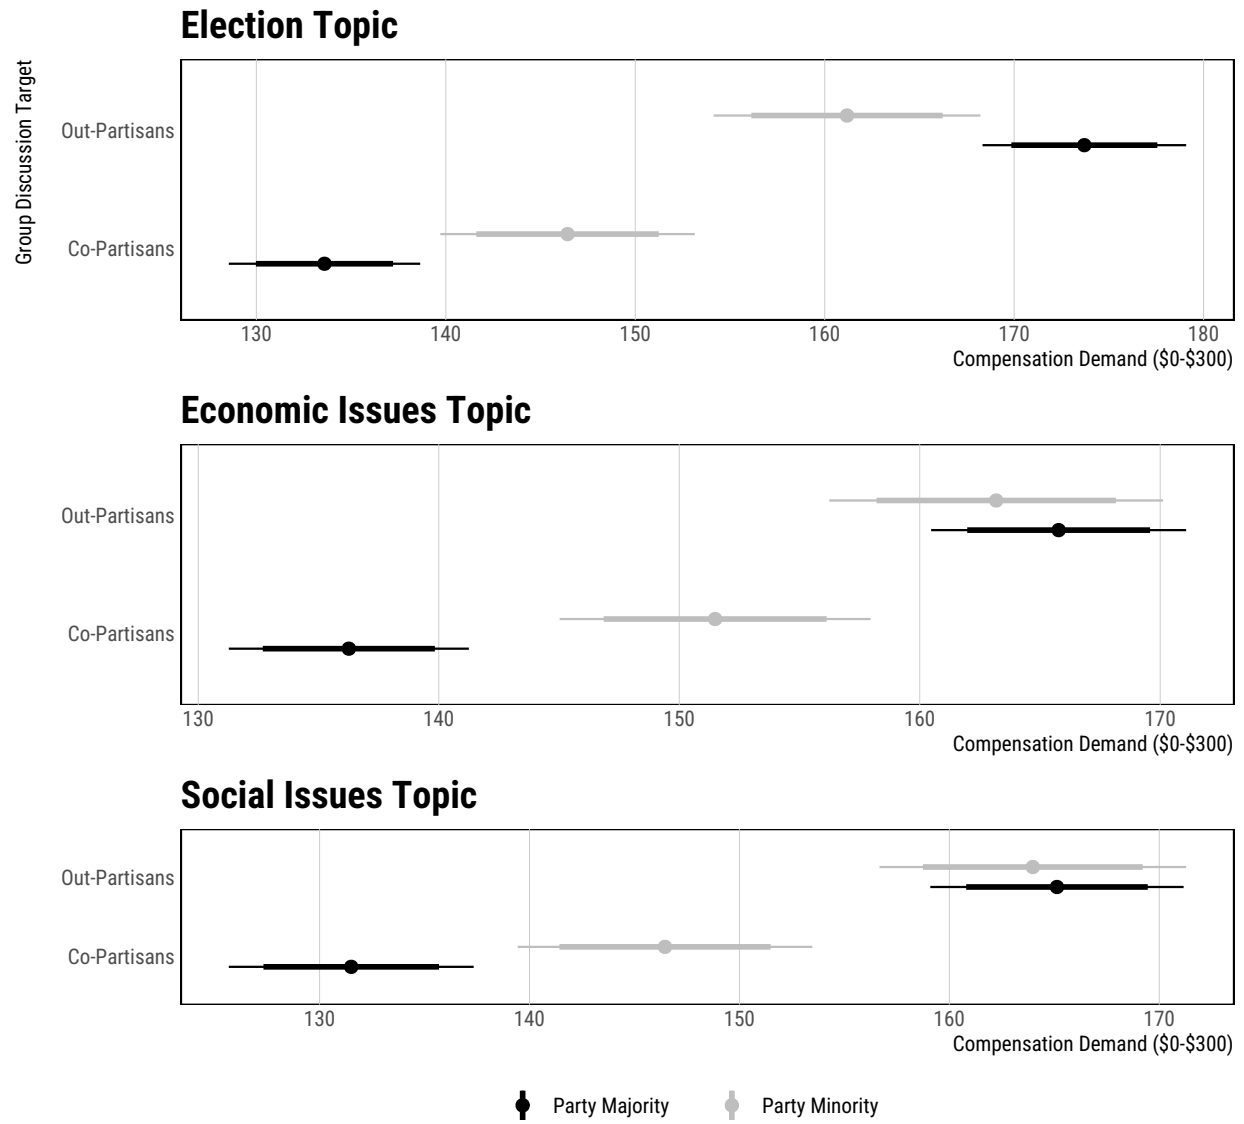 Election Topic
Group Discussion Target
Out-Partisans
Co-Partisans
130 140 150 160 170 180
Compensation Demand ($0-$300)
Economic Issues Topic
Out-Partisans
Co-Partisans
130 140 150 160 170
Compensation Demand ($0-$300)
Social Issues Topic
Out-Partisans
Co-Partisans
130 140 150 160 170
Compensation Demand ($0-$300)
Party Majority Party Minority